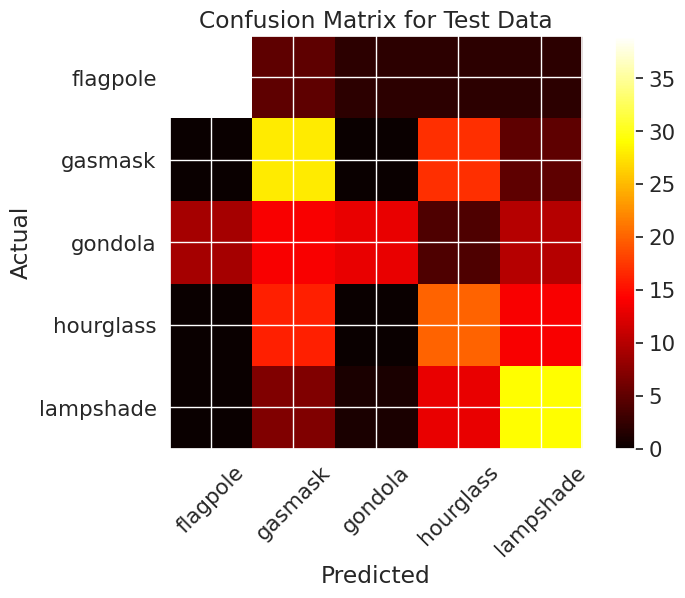 Confusion Matrix for Test Data
flagpole
gasmask
gondola
hourglass
lampshade
Actual
flagpole
gasmask
gondola
hourglass
lampshade
Predicted
35
30
25
20
15
10
5
0